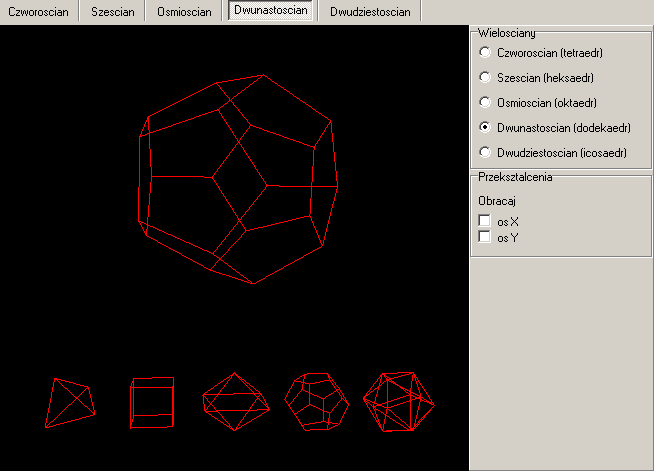 Czworoscian Szescian Osmioscian Dwunastoscian Dwudziestoscian
Wielosciany
Czworoscian (tetraedr)
Szescian (heksaedr)
Osmioscian (oktaedr)
Dwunastoscian (dodekaedr)
Dwudziestoscian (icosaedr)
Przeksztalcenia
Obracaj
os X
os Y